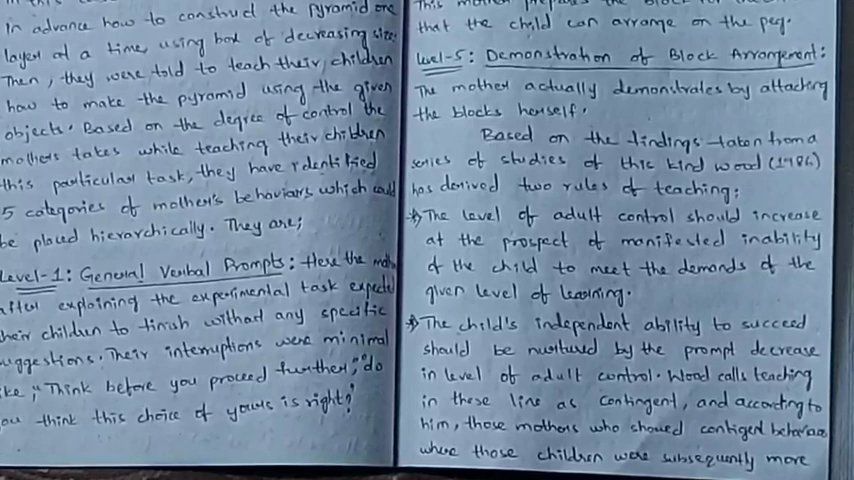 in advance how to construct the pyramid one
layer at a time, using box of decreasing size.
Then, they were told to teach their children
how to make the pyramid using the given
objects. Based on the degree of control the
mothers takes while teaching their children
this particular task, they have identified
5 categories of mother's behaviors which could
be placed hierarchically. They are;
Level-1: General Verbal Prompts: Here the
after explaining the experimental task
their children to finish without any specific
suggestions. Their interruptions were minimal
like, "Think before you proceed further," "do
you think this choice of yours is right?"
This mother prepares the block for the
that the child can arrange on the peg.
Level-5: Demonstration of Block Arrangement:
The mother actually demonstrates by attaching
the blocks herself.
Based on the findings taken from a
series of studies of this kind wood (1986)
has derived two rules of teaching:
*) The level of adult control should increase
at the prospect of manifested inability
of the child to meet the demands of the
given level of learning.
*) The child's independent ability to succeed
should be nurtured by the prompt decrease
in level of adult control. Wood calls teaching
in these line as contingent, and according to
him, those mothers who showed contigent
where those children were subsequently more